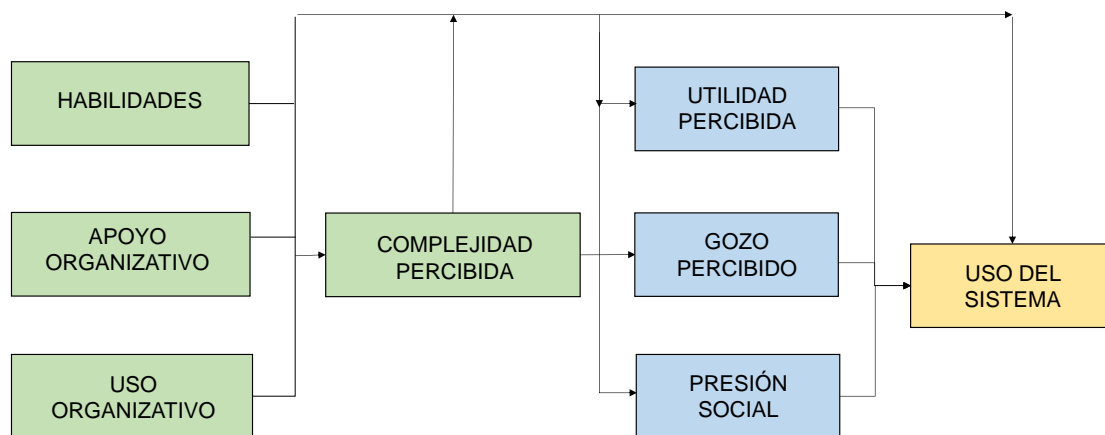 HABILIDADES
UTILIDAD
PERCIBIDA
APOYO
ORGANIZATIVO
COMPLEJIDAD
PERCIBIDA
GOZO
PERCIBIDO
USO DEL
SISTEMA
USO
ORGANIZATIVO
PRESIÓN
SOCIAL